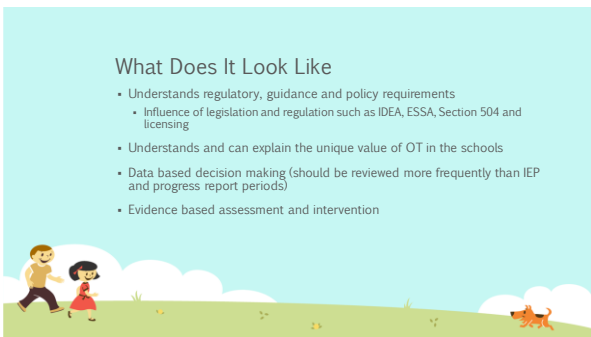 What Does It Look Like
▪ Understands regulatory, guidance and policy requirements
▪ Influence of legislation and regulation such as IDEA, ESSA, Section 504 and
licensing
▪ Understands and can explain the unique value of OT in the schools
▪ Data based decision making (should be reviewed more frequently than IEP
and progress report periods)
▪ Evidence based assessment and intervention